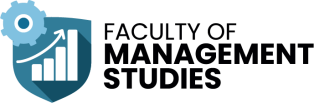 FACULTY OF
MANAGEMENT
STUDIES